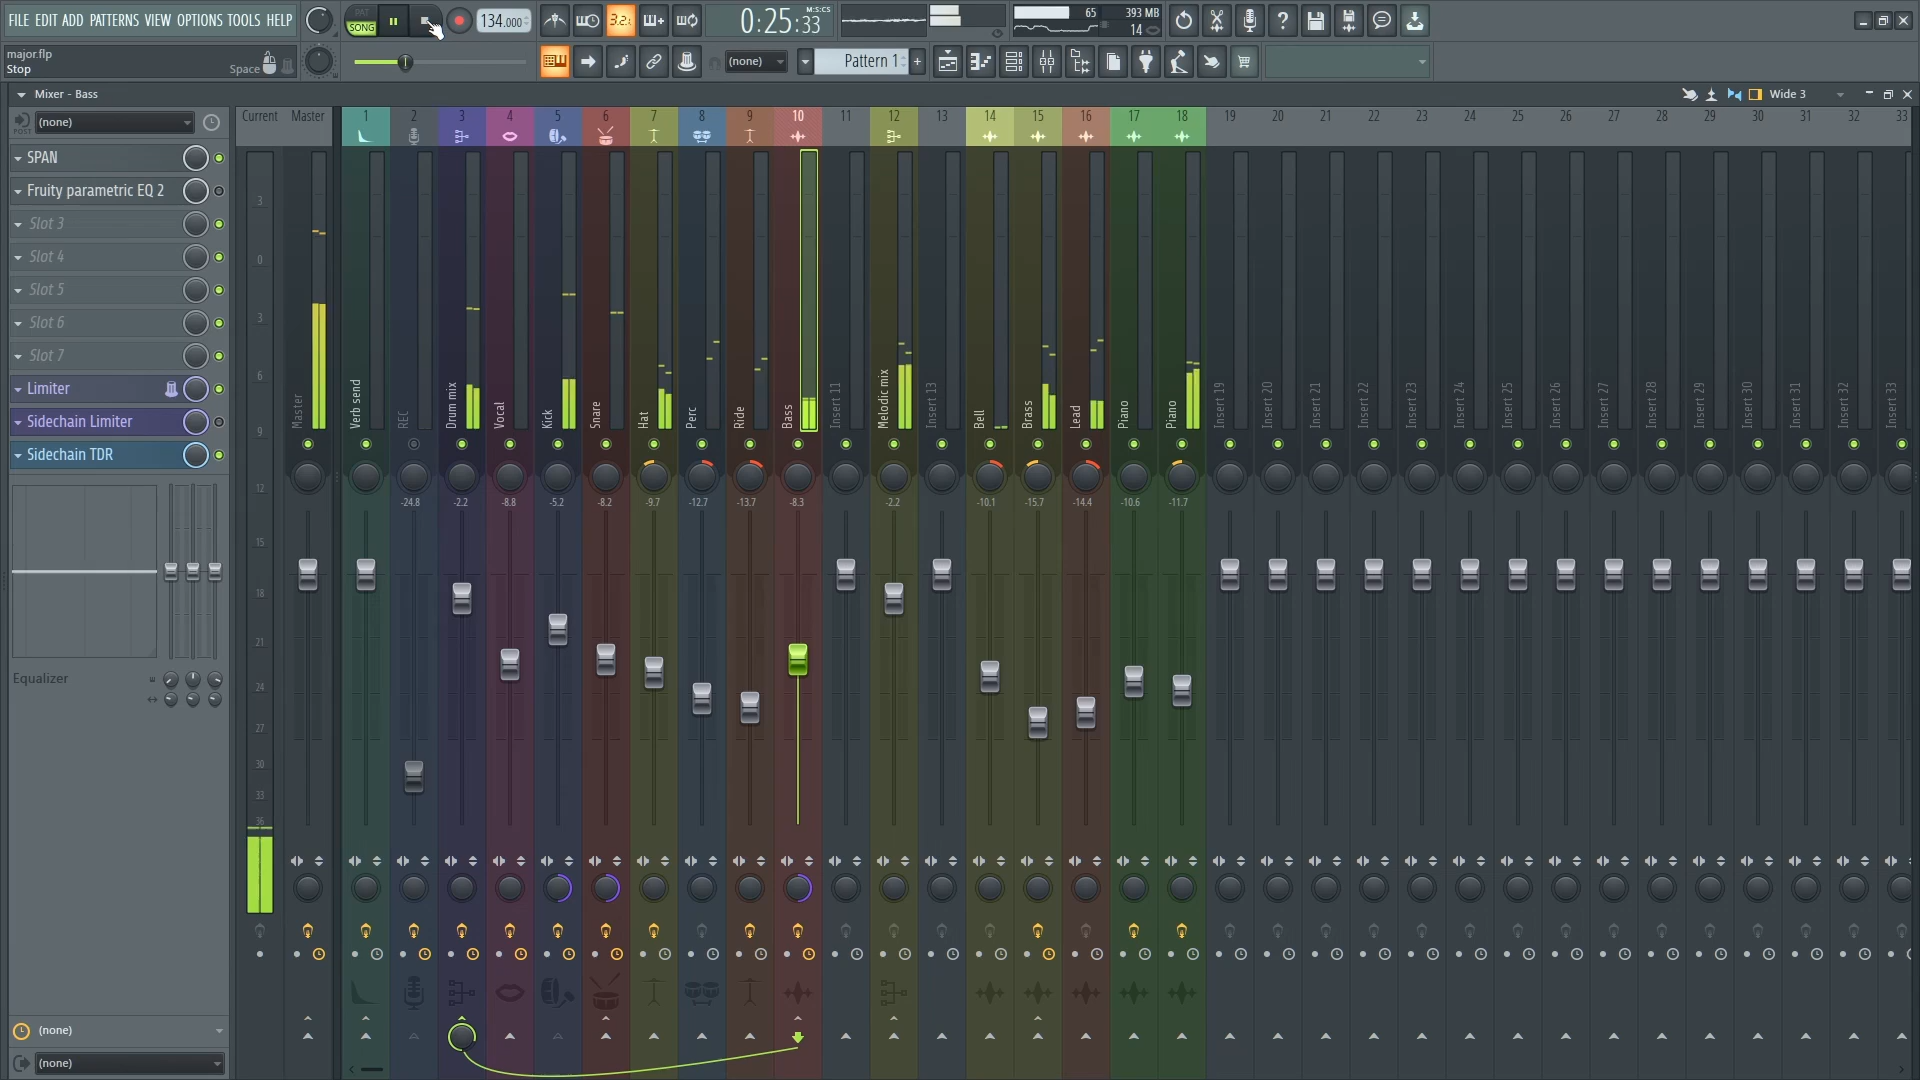 FILE EDIT ADD PATTERNS VIEW OPTIONS TOOLS HELP
PAT
SONG
134.000
3.2.
0:25:33
M:S:CS
65
393 MB
14
major.flp
Stop
Space
(none)
Pattern 1
+
Mixer - Bass
Wide 3
POST
(none)
SPAN
Fruity parametric EQ 2
Slot 3
Slot 4
Slot 5
Slot 6
Slot 7
Limiter
Sidechain Limiter
Sidechain TDR
Equalizer
(none)
(none)
Current Master 1 2 3 4 5 6 7 8 9 10 11 12 13 14 15 16 17 18 19 20 21 22 23 24 25 26 27 28 29 30 31 32 33
3
0
3
6
9
12
15
18
21
24
27
30
33
36
Master
Verb send
REC
Drum mix
Vocal
Kick
Snare
Hat
Perc
Ride
Bass
Insert 11
Melodic mix
Insert 13
Bell
Brass
Lead
Piano
Piano
Insert 19
Insert 20
Insert 21
Insert 22
Insert 23
Insert 24
Insert 25
Insert 26
Insert 27
Insert 28
Insert 29
Insert 30
Insert 31
Insert 32
Insert 33
-24.8 -2.2 -8.8 -5.2 -8.2 -9.7 -12.7 -13.7 -8.3 -2.2 -10.1 -15.7 -14.4 -10.6 -11.7